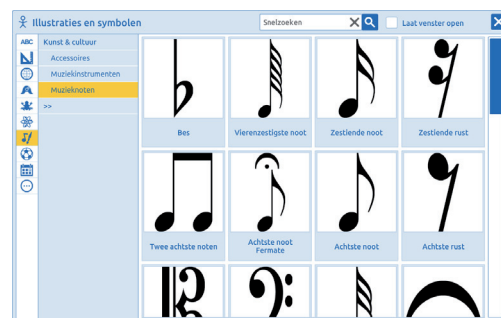 Illustraties en symbolen
Snelzoeken
Laat venster open
ABC
Kunst & cultuur
Accessoires
Muziekinstrumenten
Muzieknoten
>>
Bes
Vierenzestigste noot
Zestiende noot
Zestiende rust
Twee achtste noten
Achtste noot
Fermate
Achtste noot
Achtste rust